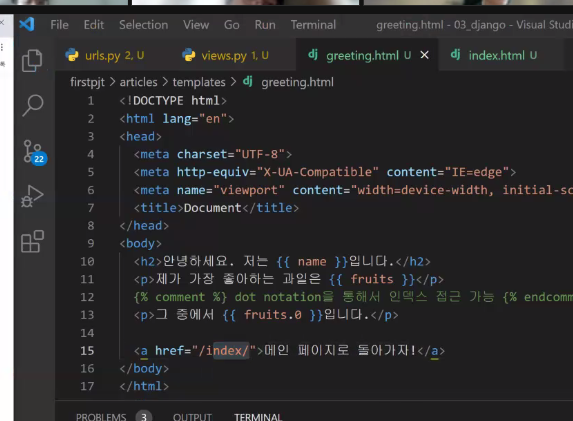 File Edit Selection View Go Run Terminal greeting.html - 03_django - Visual Studi
urls.py 2, U views.py 1, U greeting.html U index.html U
firstpjt > articles > templates > greeting.html
1 <!DOCTYPE html>
2 <html lang="en">
3 <head>
4 <meta charset="UTF-8">
5 <meta http-equiv="X-UA-Compatible" content="IE=edge">
6 <meta name="viewport" content="width=device-width, initial-sc
7 <title>Document</title>
8 </head>
9 <body>
10 <h2>안녕하세요. 저는 {{ name }}입니다.</h2>
11 <p>제가 가장 좋아하는 과일은 {{ fruits }}</p>
12 {% comment %} dot notation을 통해서 인덱스 접근 가능 {% endcomm
13 <p>그 중에서 {{ fruits.0 }}입니다.</p>
14
15 <a href="/index/">메인 페이지로 돌아가자!</a>
16 </body>
17 </html>
22
PROBLEMS 3 OUTPUT TERMINAL